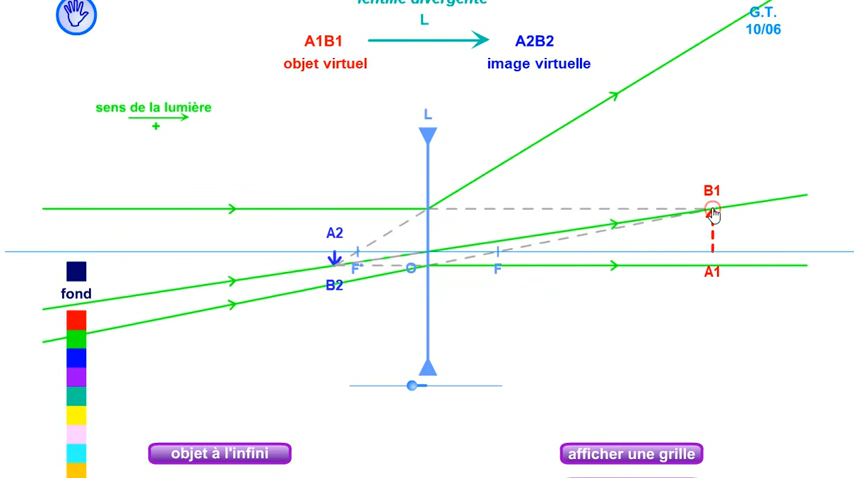 lentille divergente
L
G.T.
10/06
A1B1
A2B2
objet virtuel
image virtuelle
sens de la lumière
+
L
B1
A2
F'
O
F
A1
B2
fond
objet à l'infini
afficher une grille